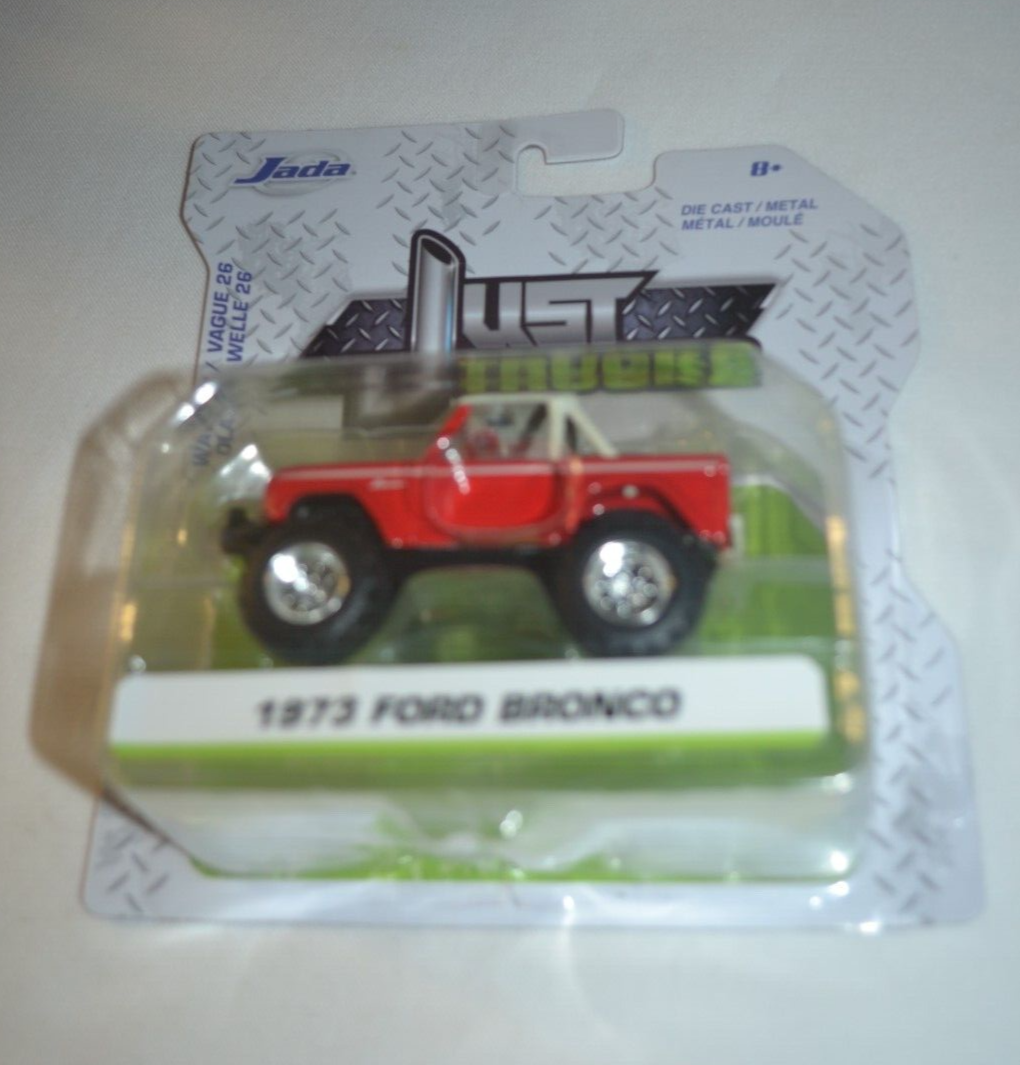 Jada
8+
DIE CAST / METAL
MÉTAL / MOULÉ
VAGUE 26
WELLE 26
JUST
TRUCKS
1973 FORD BRONCO